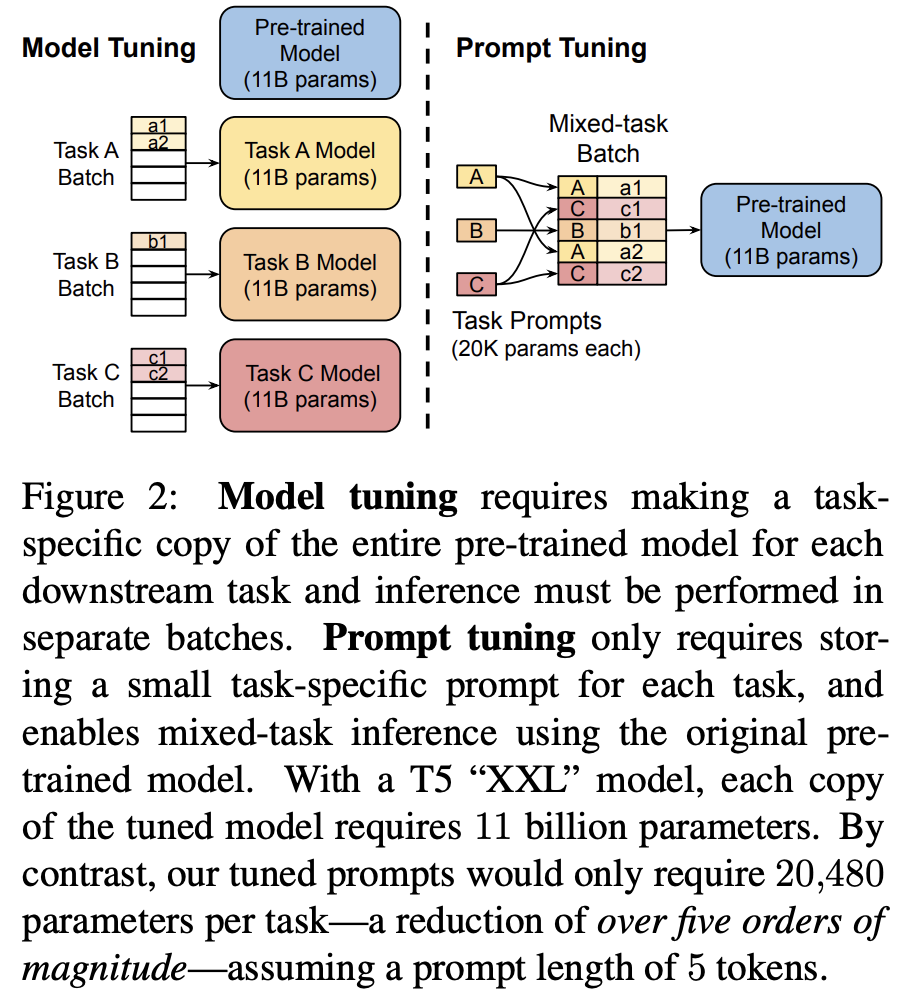 Model Tuning
Pre-trained
Model
(11B params)
Task A
Batch
a1
a2
Task A Model
(11B params)
Task B
Batch
b1
Task B Model
(11B params)
Task C
Batch
c1
c2
Task C Model
(11B params)
Prompt Tuning
Mixed-task
Batch
A
B
C
A a1
C c1
B b1
A a2
C c2
Task Prompts
(20K params each)
Pre-trained
Model
(11B params)
Figure 2: Model tuning requires making a task-
specific copy of the entire pre-trained model for each
downstream task and inference must be performed in
separate batches. Prompt tuning only requires stor-
ing a small task-specific prompt for each task, and
enables mixed-task inference using the original pre-
trained model. With a T5 “XXL” model, each copy
of the tuned model requires 11 billion parameters. By
contrast, our tuned prompts would only require 20,480
parameters per task—a reduction of over five orders of
magnitude—assuming a prompt length of 5 tokens.